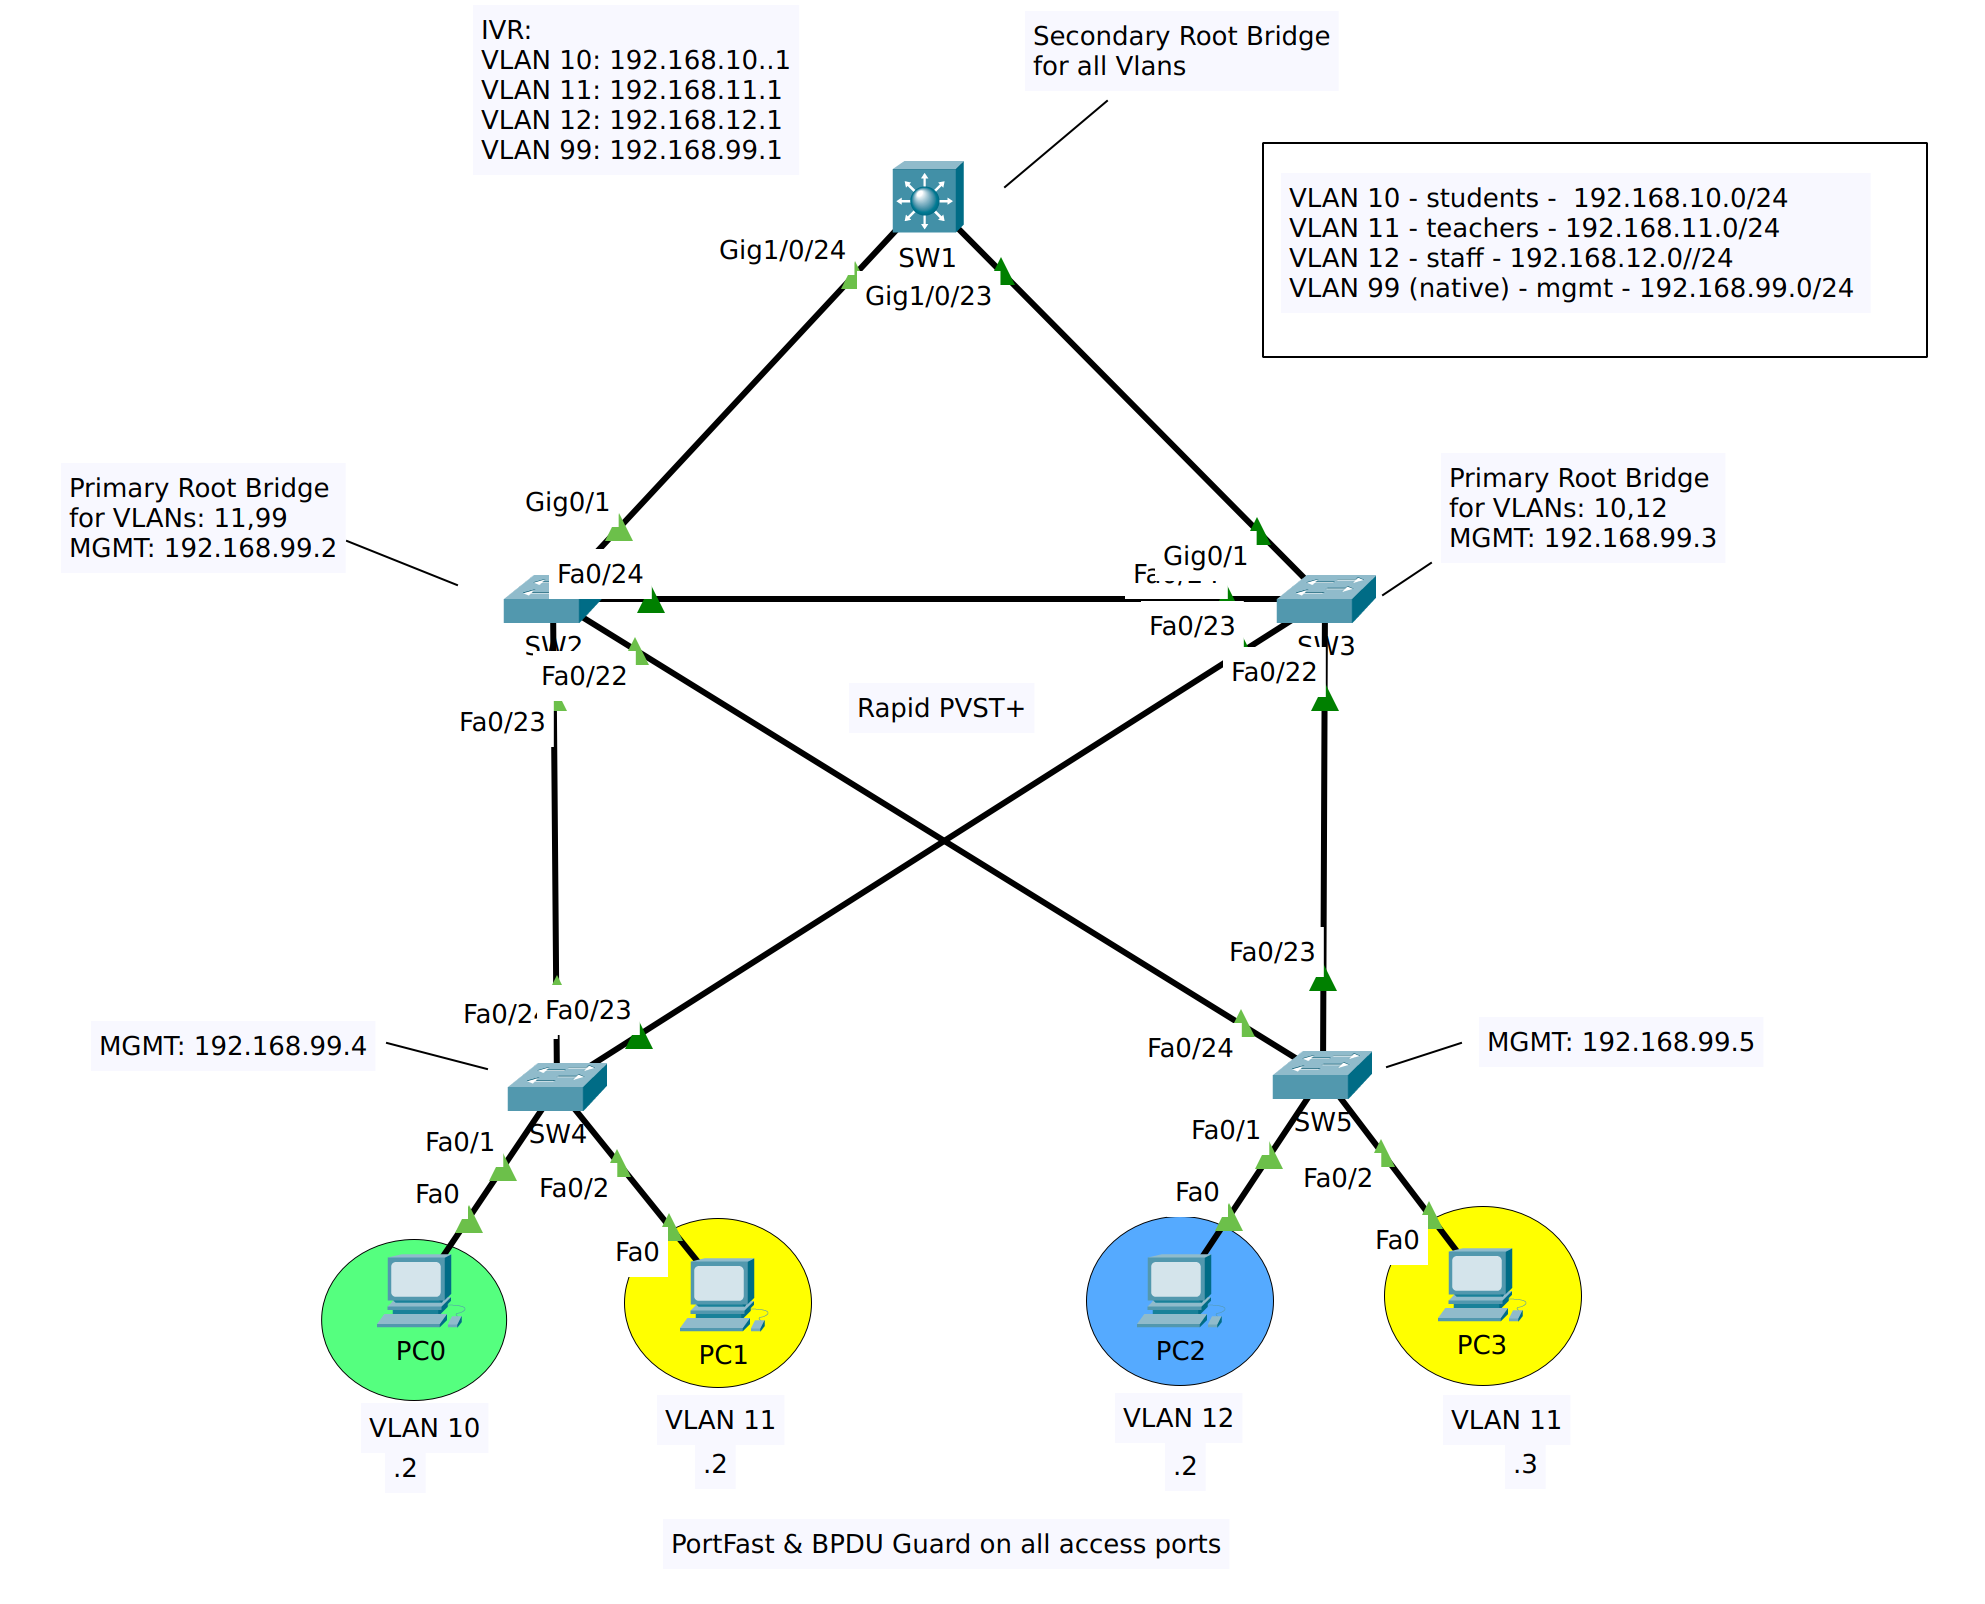 IVR:
VLAN 10: 192.168.10..1
VLAN 11: 192.168.11.1
VLAN 12: 192.168.12.1
VLAN 99: 192.168.99.1
Secondary Root Bridge
for all Vlans
VLAN 10 - students -  192.168.10.0/24
VLAN 11 - teachers - 192.168.11.0/24
VLAN 12 - staff - 192.168.12.0//24
VLAN 99 (native) - mgmt - 192.168.99.0/24
Gig1/0/24
SW1
Gig1/0/23
Primary Root Bridge
for VLANs: 11,99
MGMT: 192.168.99.2
Primary Root Bridge
for VLANs: 10,12
MGMT: 192.168.99.3
Gig0/1
Gig0/1
Fa0/24
Fa0/23
SW2
SW3
Fa0/22
Fa0/22
Fa0/23
Rapid PVST+
Fa0/23
Fa0/24
Fa0/23
MGMT: 192.168.99.4
Fa0/24
MGMT: 192.168.99.5
SW4
SW5
Fa0/1
Fa0/1
Fa0/2
Fa0/2
Fa0
Fa0
Fa0
Fa0
PC0
PC1
PC2
PC3
VLAN 10
VLAN 11
VLAN 12
VLAN 11
.2
.2
.2
.3
PortFast & BPDU Guard on all access ports